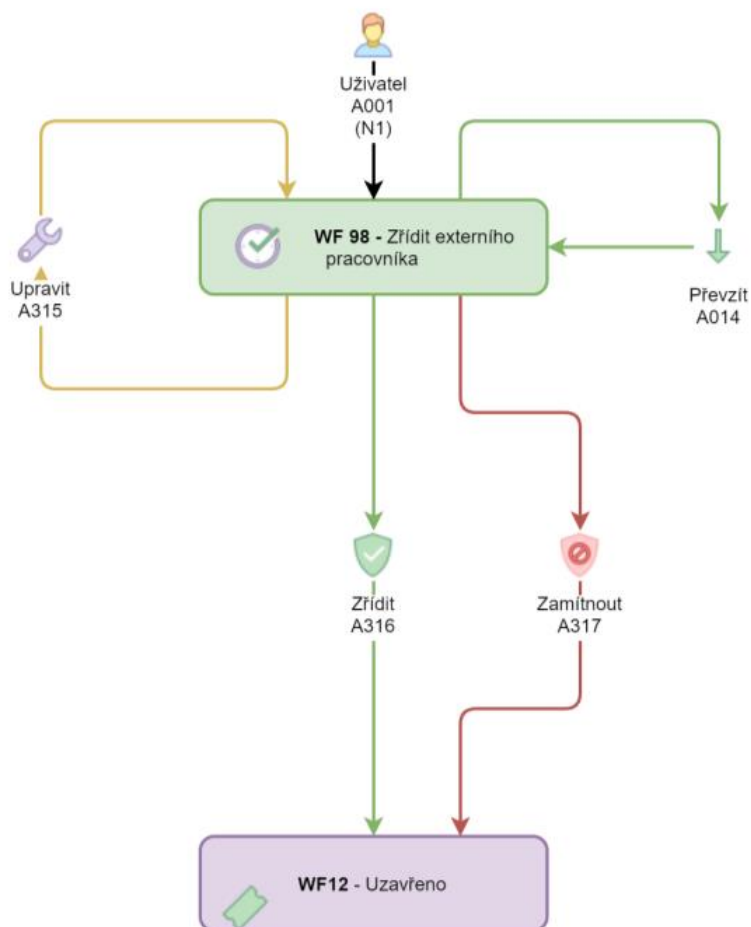 Uživatel
A001
(N1)
WF 98 - Zřídit externího
pracovníka
Upravit
A315
Převzít
A014
Zřídit
A316
Zamítnout
A317
WF12 - Uzavřeno